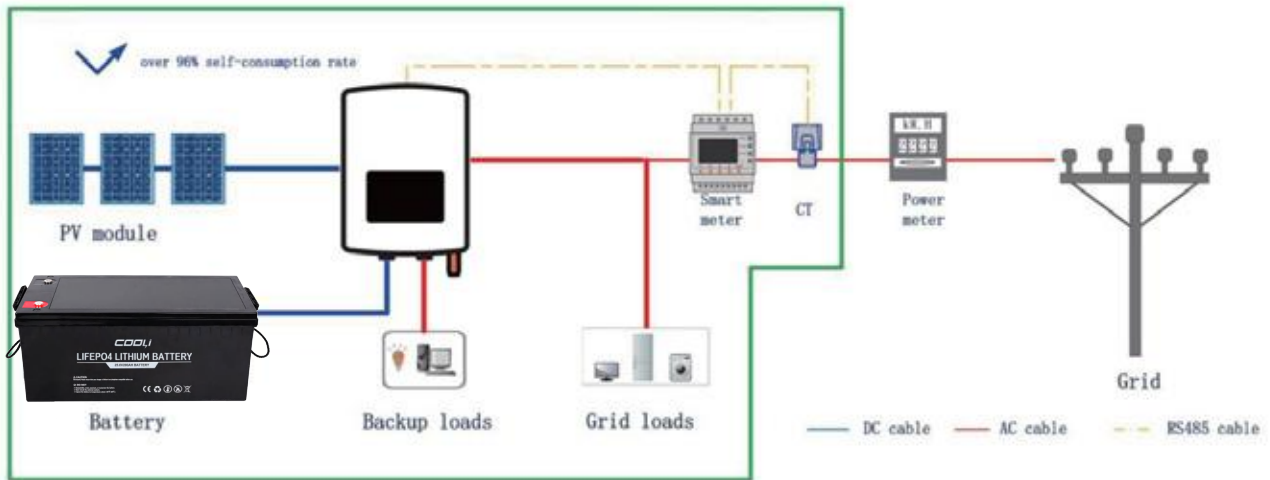 over 96% self-consumption rate
kW.H
Smart
meter
CT
Power
meter
PV module
COOLI
LIFEPO4 LITHIUM BATTERY
Battery
Backup loads
Grid loads
Grid
DC cable
AC cable
RS485 cable